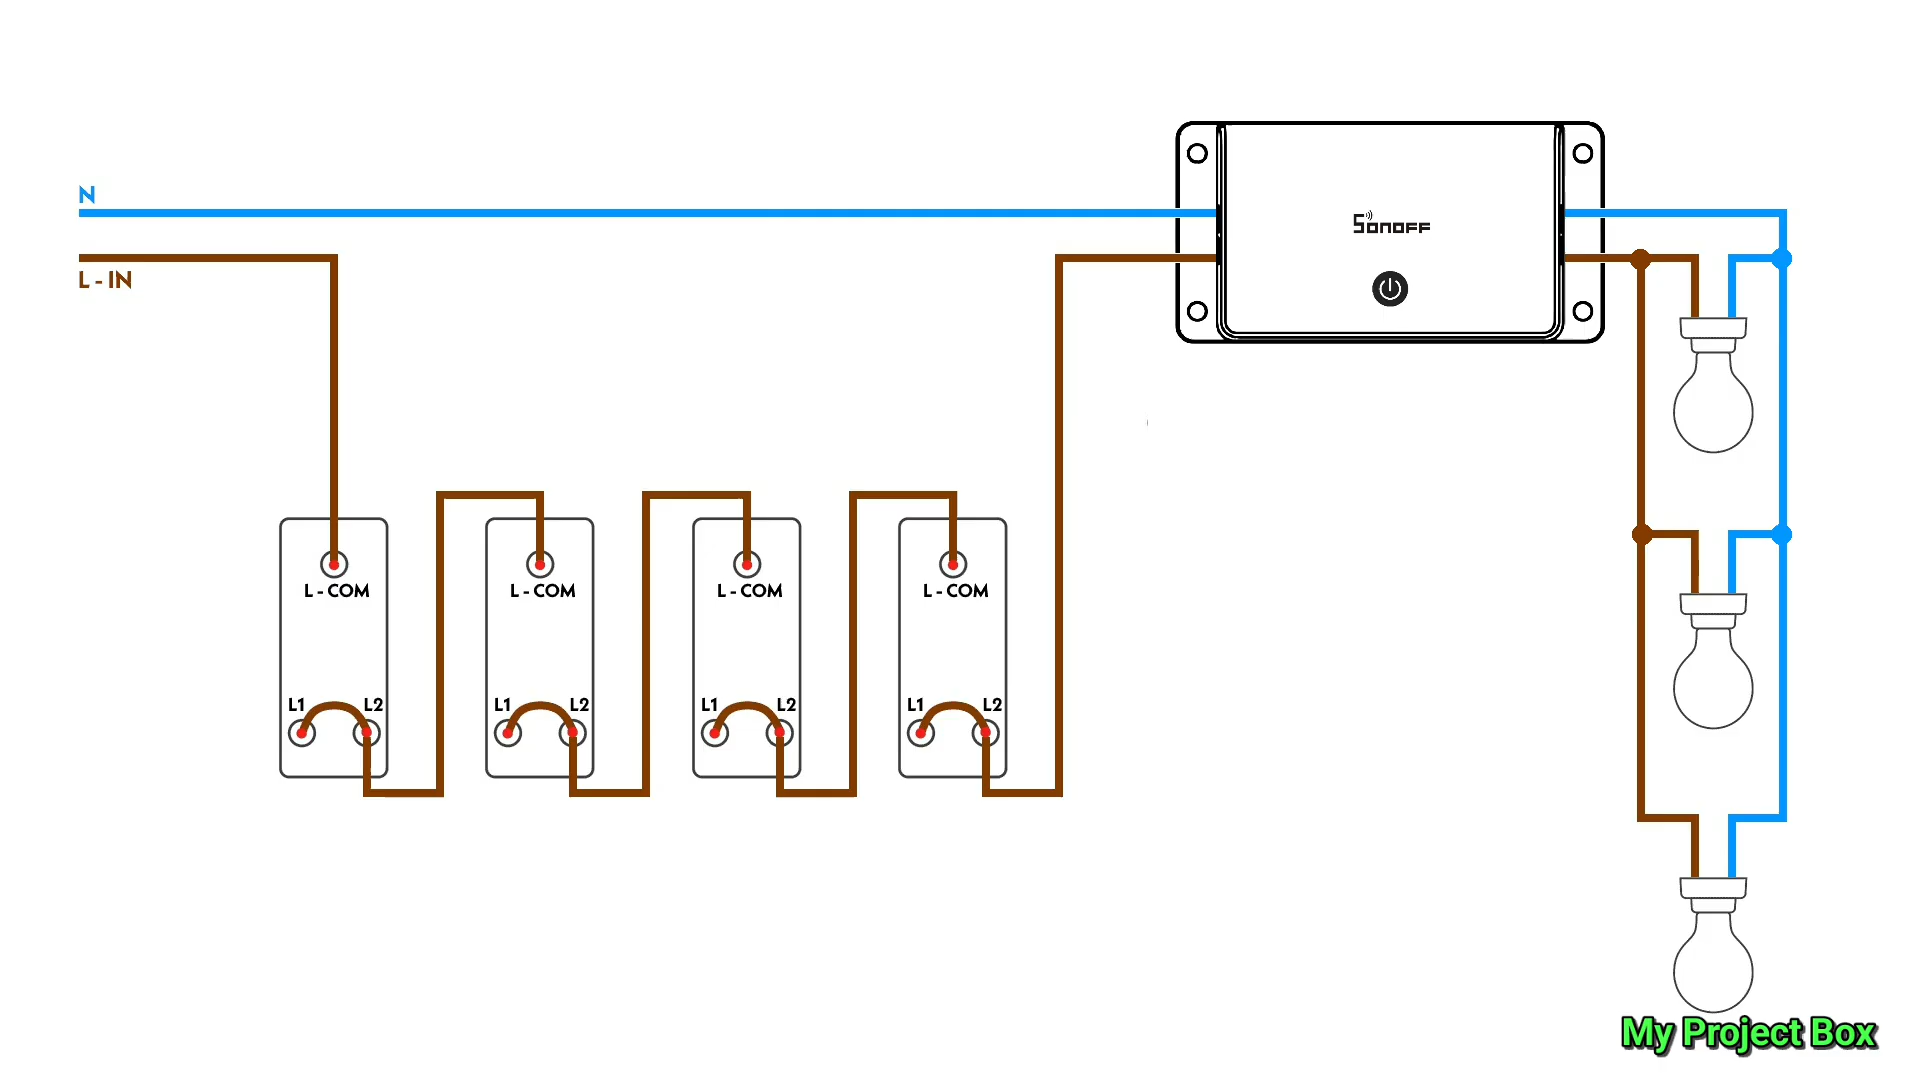 N
L - IN
SONOFF
L - COM
L - COM
L - COM
L - COM
L1 L2
L1 L2
L1 L2
L1 L2
My Project Box